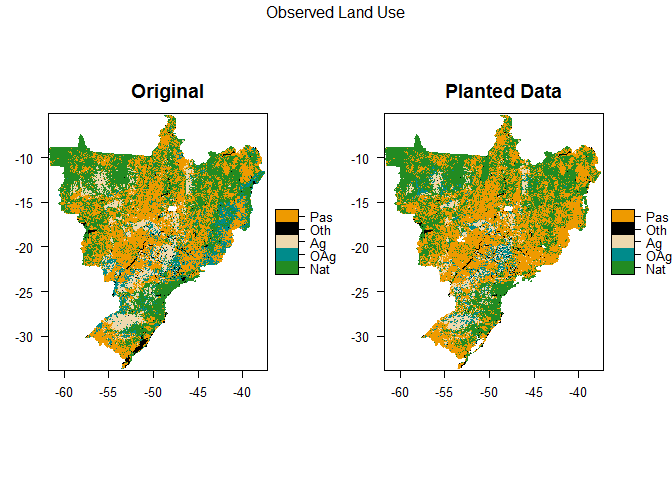 Observed Land Use
Original
Planted Data
-10
-15
-20
-25
-30
-60
-55
-50
-45
-40
Pas
Oth
Ag
OAg
Nat
-10
-15
-20
-25
-30
-60
-55
-50
-45
-40
Pas
Oth
Ag
OAg
Nat